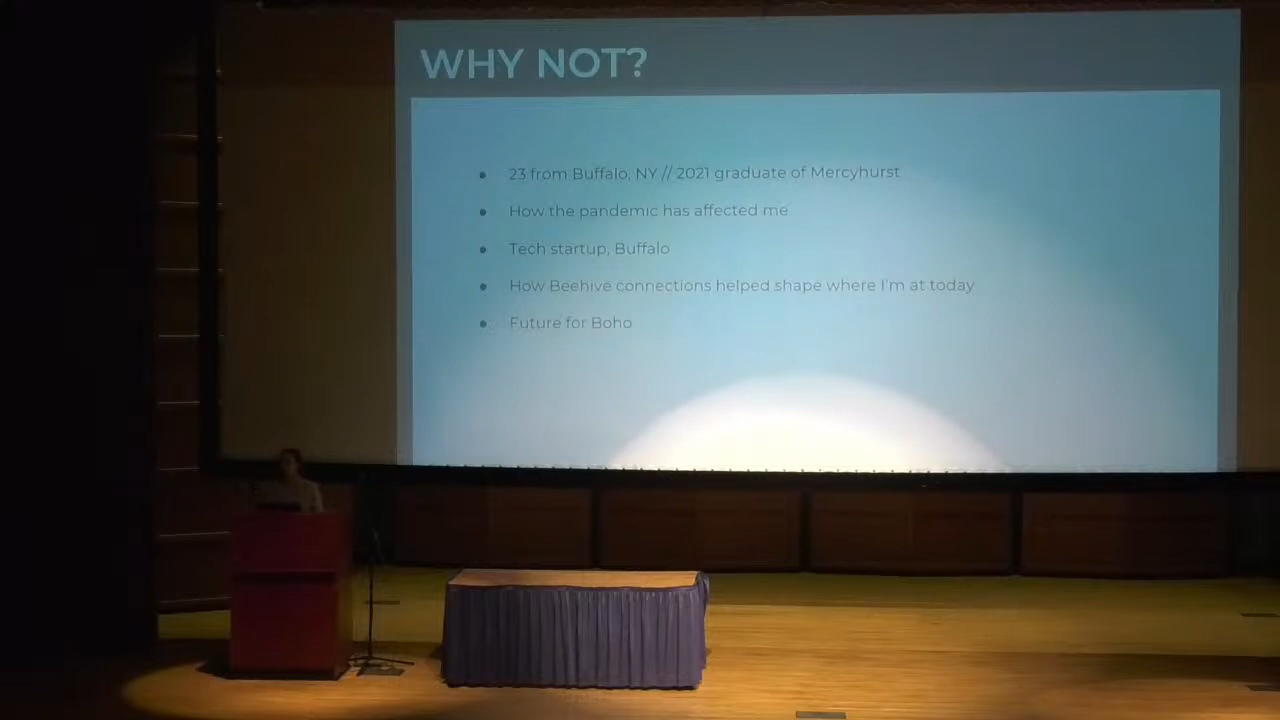 WHY NOT?
● 23 from Buffalo, NY // 2021 graduate of Mercyhurst
● How the pandemic has affected me
● Tech startup, Buffalo
● How Beehive connections helped shape where I'm at today
● Future for Boho